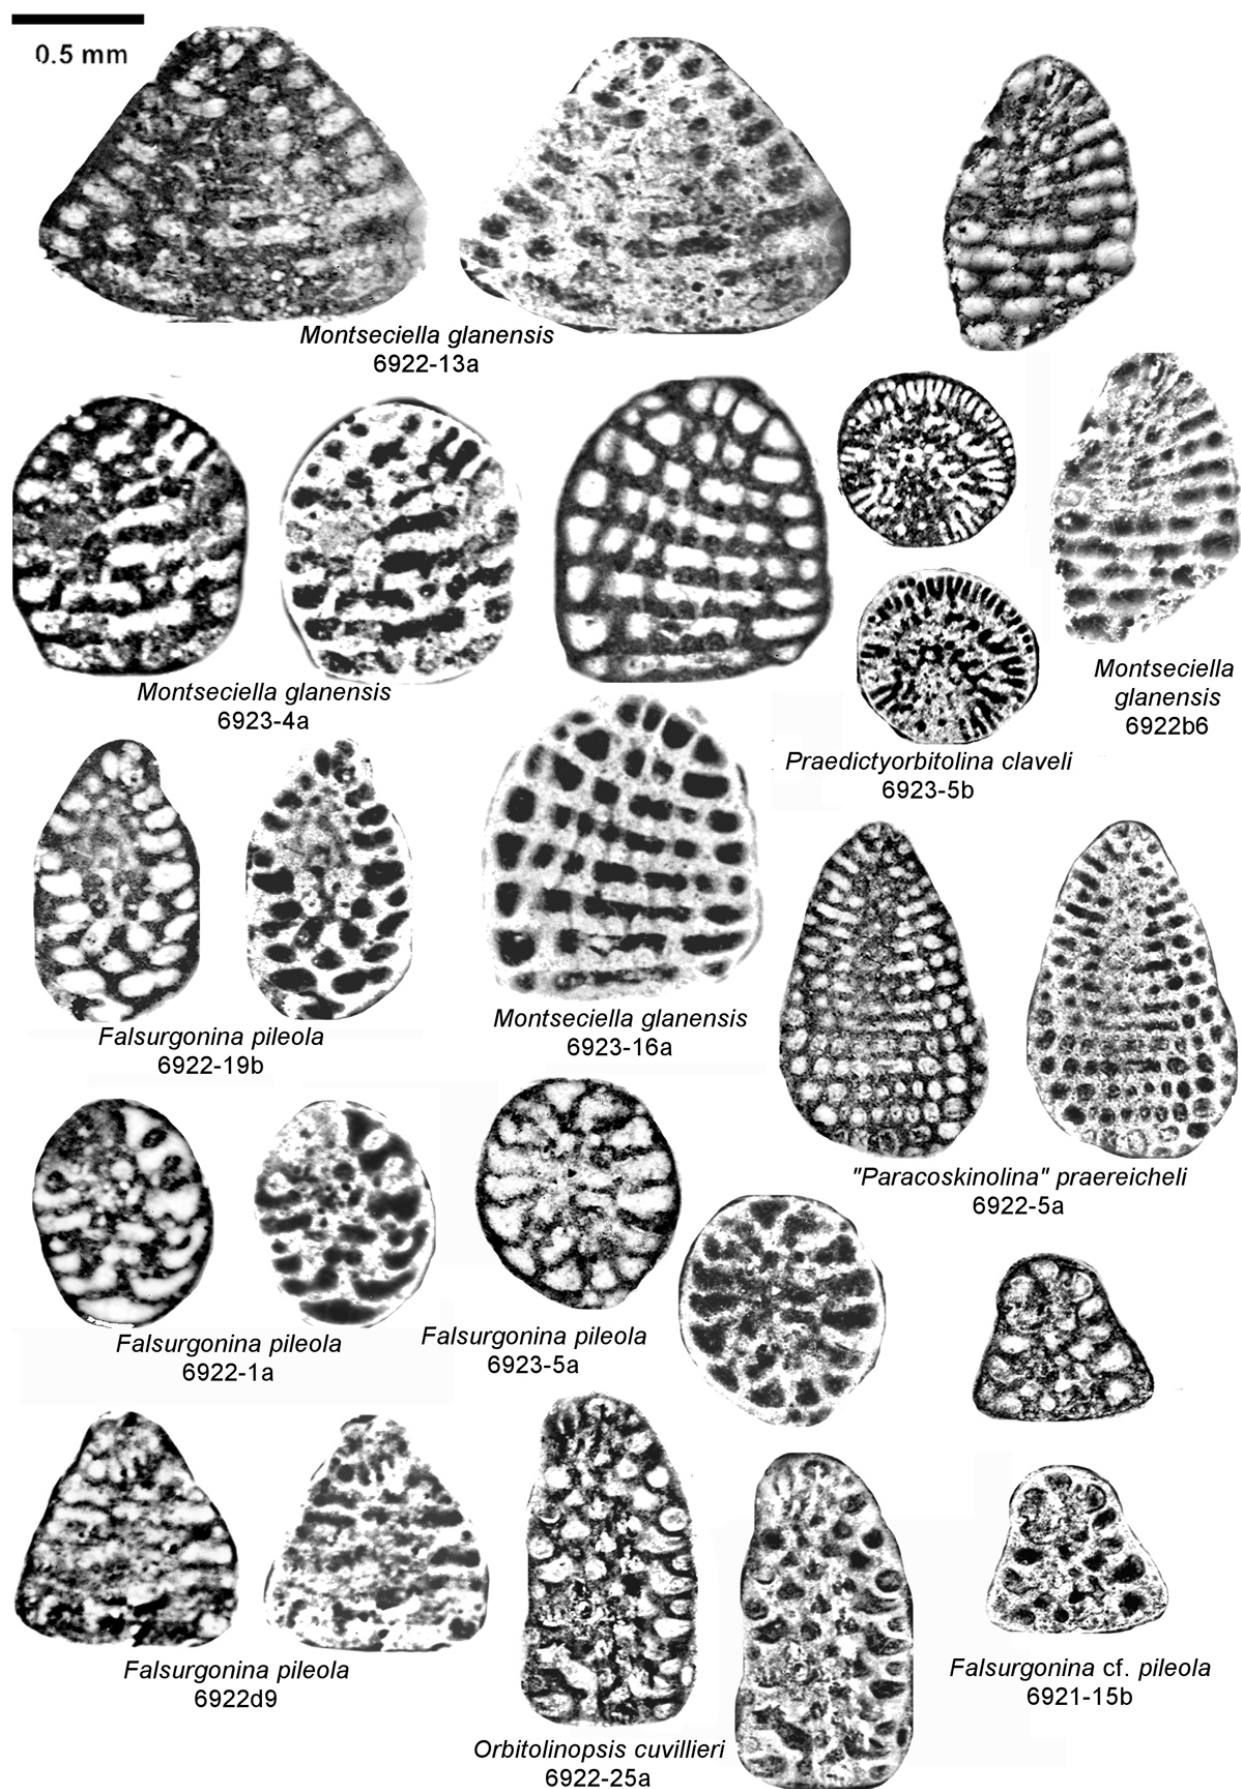 0.5 mm
Montseciella glanensis
6922-13a
Montseciella glanensis
6923-4a
Montseciella
glanensis
6922b6
Praedictyorbitolina claveli
6923-5b
Falsurgonina pileola
6922-19b
Montseciella glanensis
6923-16a
"Paracoskinolina" praereicheli
6922-5a
Falsurgonina pileola
6922-1a
Falsurgonina pileola
6923-5a
Falsurgonina pileola
6922d9
Orbitolinopsis cuvillieri
6922-25a
Falsurgonina cf. pileola
6921-15b